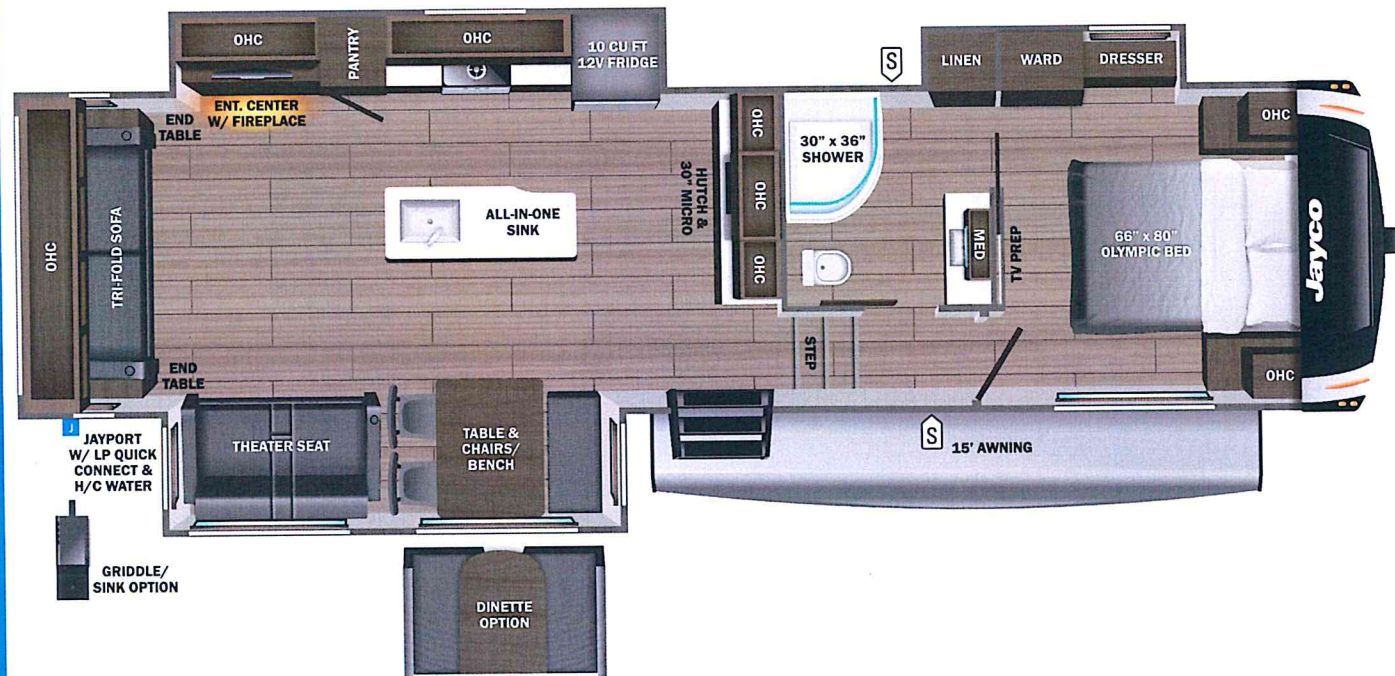 OHC
PANTRY
OHC
10 CU FT
12V FRIDGE
ENT. CENTER
W/ FIREPLACE
END
TABLE
OHC
TRI-FOLD SOFA
END
TABLE
ALL-IN-ONE
SINK
HUTCH &
30" MICRO
OHC
OHC
OHC
30" x 36"
SHOWER
S
LINEN
WARD
DRESSER
OHC
MED
TV PREP
66" x 80"
OLYMPIC BED
Jayco
OHC
STEP
S
15' AWNING
THEATER SEAT
TABLE &
CHAIRS/
BENCH
J
JAYPORT
W/ LP QUICK
CONNECT &
H/C WATER
GRIDDLE/
SINK OPTION
DINETTE
OPTION